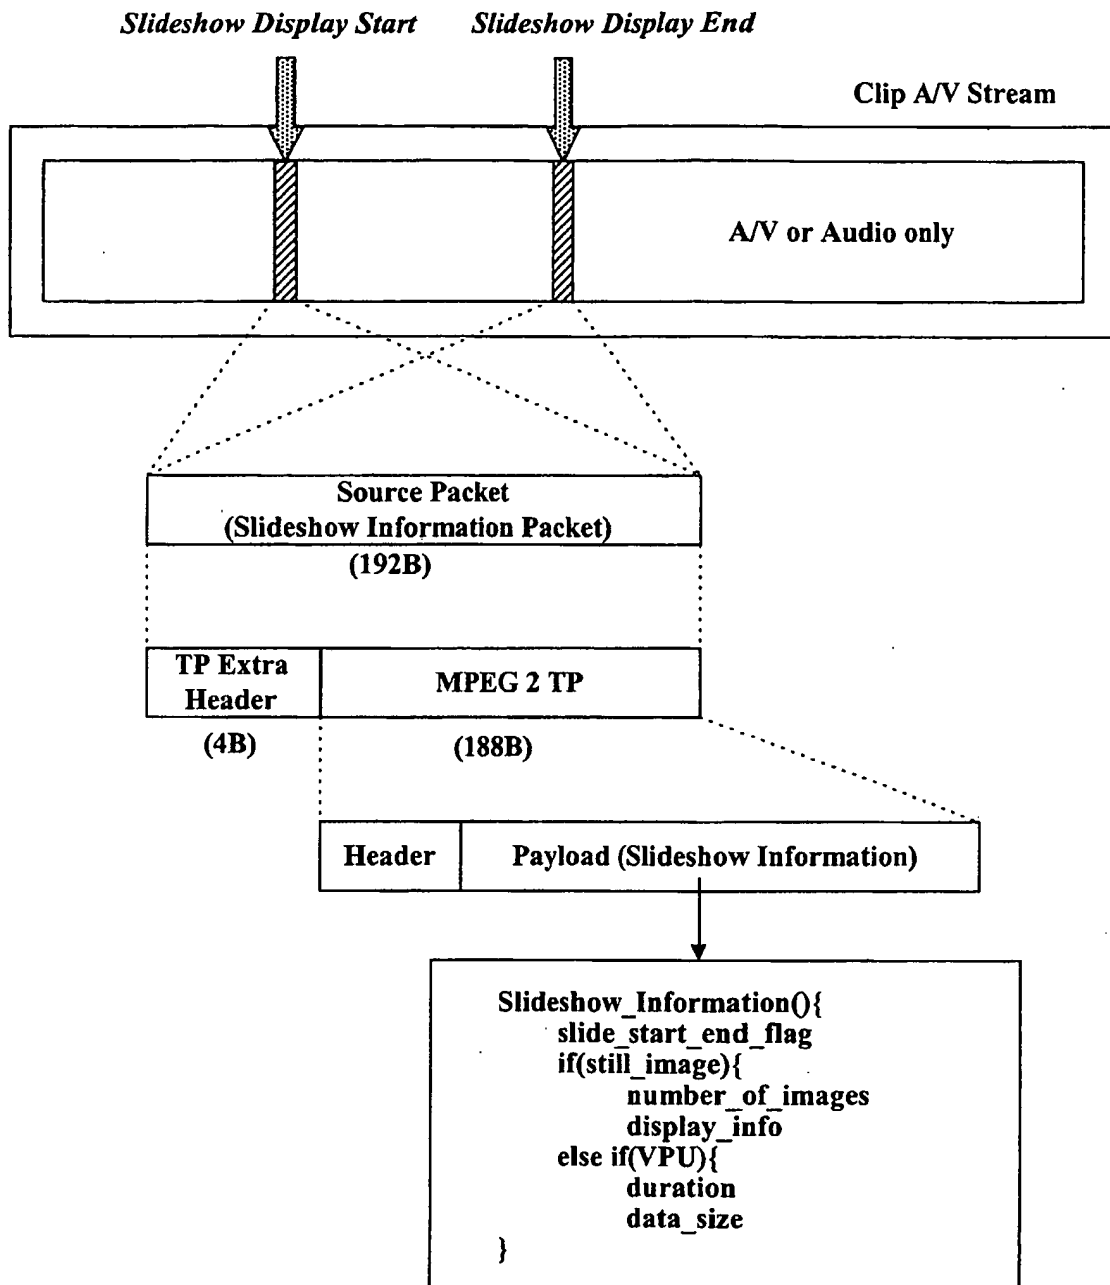 Slideshow Display Start
Slideshow Display End
Clip A/V Stream
A/V or Audio only
Source Packet
(Slideshow Information Packet)
(192B)
TP Extra
Header
MPEG 2 TP
(4B)
(188B)
Header
Payload (Slideshow Information)
Slideshow_Information(){
slide_start_end_flag
if(still_image){
number_of_images
display_info
else if(VPU){
duration
data_size
}